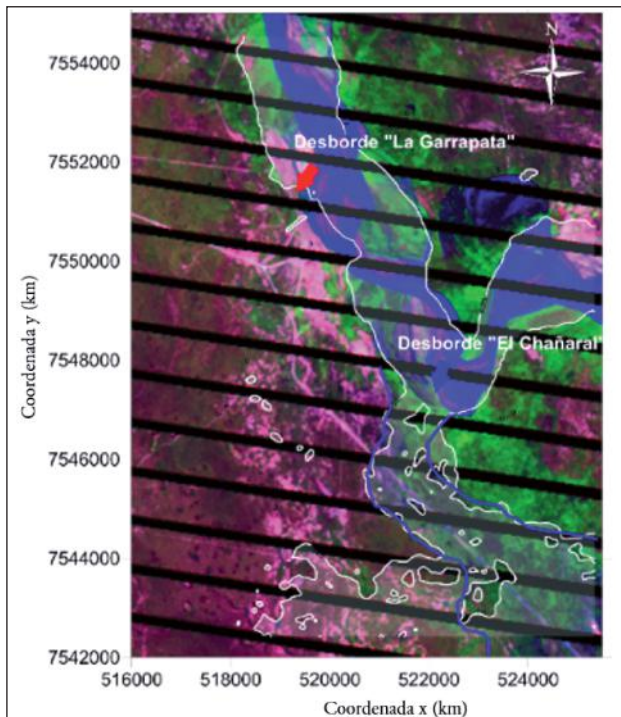 7554000
N
Desborde "La Garrapata"
7552000
7550000
Desborde "El Chañaral"
7548000
7546000
7544000
7542000
Coordenada y (km)
516000 518000 520000 522000 524000
Coordenada x (km)